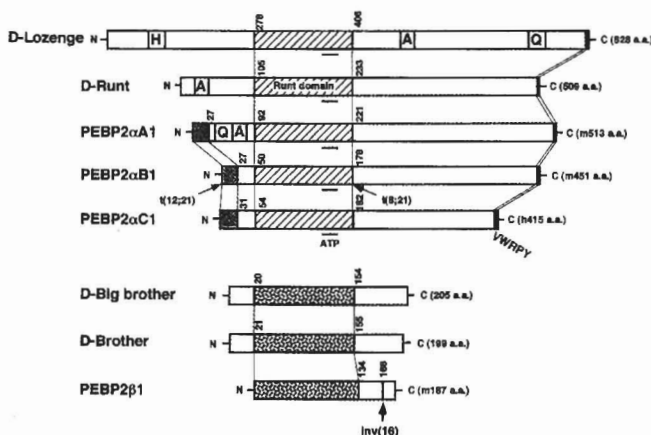 278 406
D-Lozenge N H A Q C (828 a.a.)
105 233
D-Runt N A Runt domain C (509 a.a.)
27 92 221
PEBP2αA1 N Q A C (m513 a.a.)
27 50 178
PEBP2αB1 N C (m451 a.a.)
t(12;21) t(8;21)
31 54 182
PEBP2αC1 N C (h415 a.a.)
ATP VWRPY
20 154
D-Big brother N C (205 a.a.)
21 155
D-Brother N C (199 a.a.)
134
PEBP2β1 N C (m187 a.a.)
inv(16)